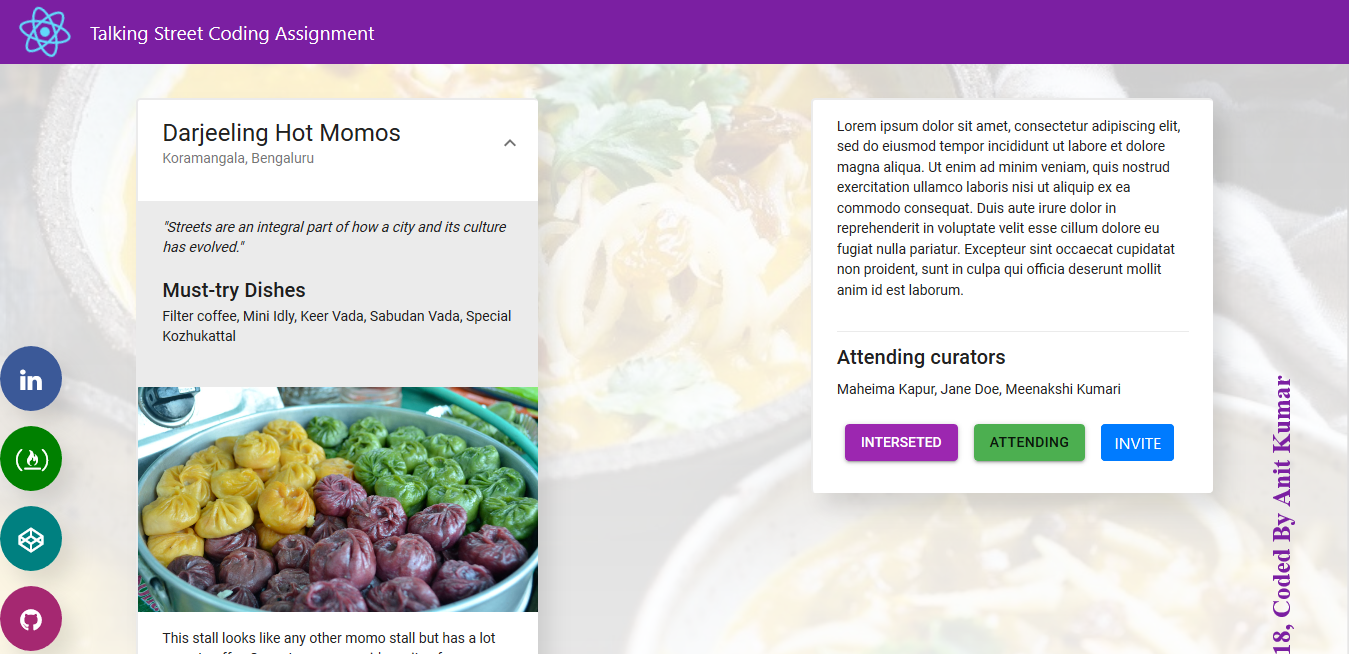 Talking Street Coding Assignment
Darjeeling Hot Momos
Koramangala, Bengaluru
"Streets are an integral part of how a city and its culture
has evolved."
Must-try Dishes
Filter coffee, Mini Idly, Keer Vada, Sabudan Vada, Special
Kozhukattal
This stall looks like any other momo stall but has a lot
Lorem ipsum dolor sit amet, consectetur adipiscing elit,
sed do eiusmod tempor incididunt ut labore et dolore
magna aliqua. Ut enim ad minim veniam, quis nostrud
exercitation ullamco laboris nisi ut aliquip ex ea
commodo consequat. Duis aute irure dolor in
reprehenderit in voluptate velit esse cillum dolore eu
fugiat nulla pariatur. Excepteur sint occaecat cupidatat
non proident, sunt in culpa qui officia deserunt mollit
anim id est laborum.
Attending curators
Maheima Kapur, Jane Doe, Meenakshi Kumari
INTERSETED
ATTENDING
INVITE
18, Coded By Anit Kumar
in